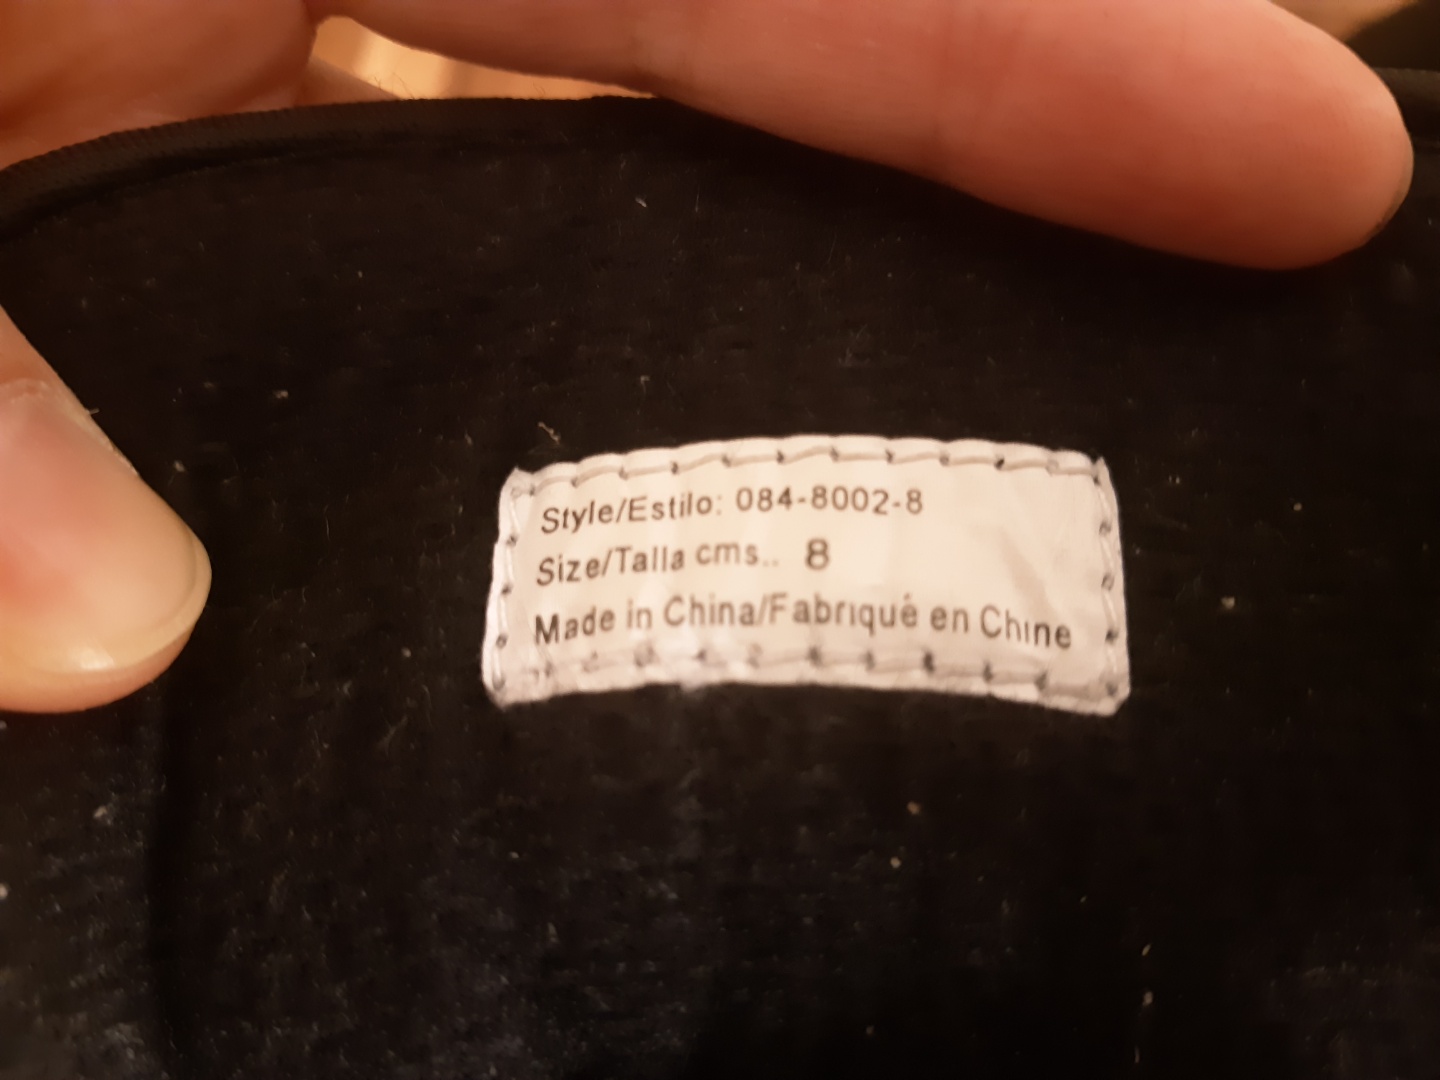 Style/Estilo: 084-8002-8
Size/Talla cms.. 8
Made in China/Fabriqué en Chine